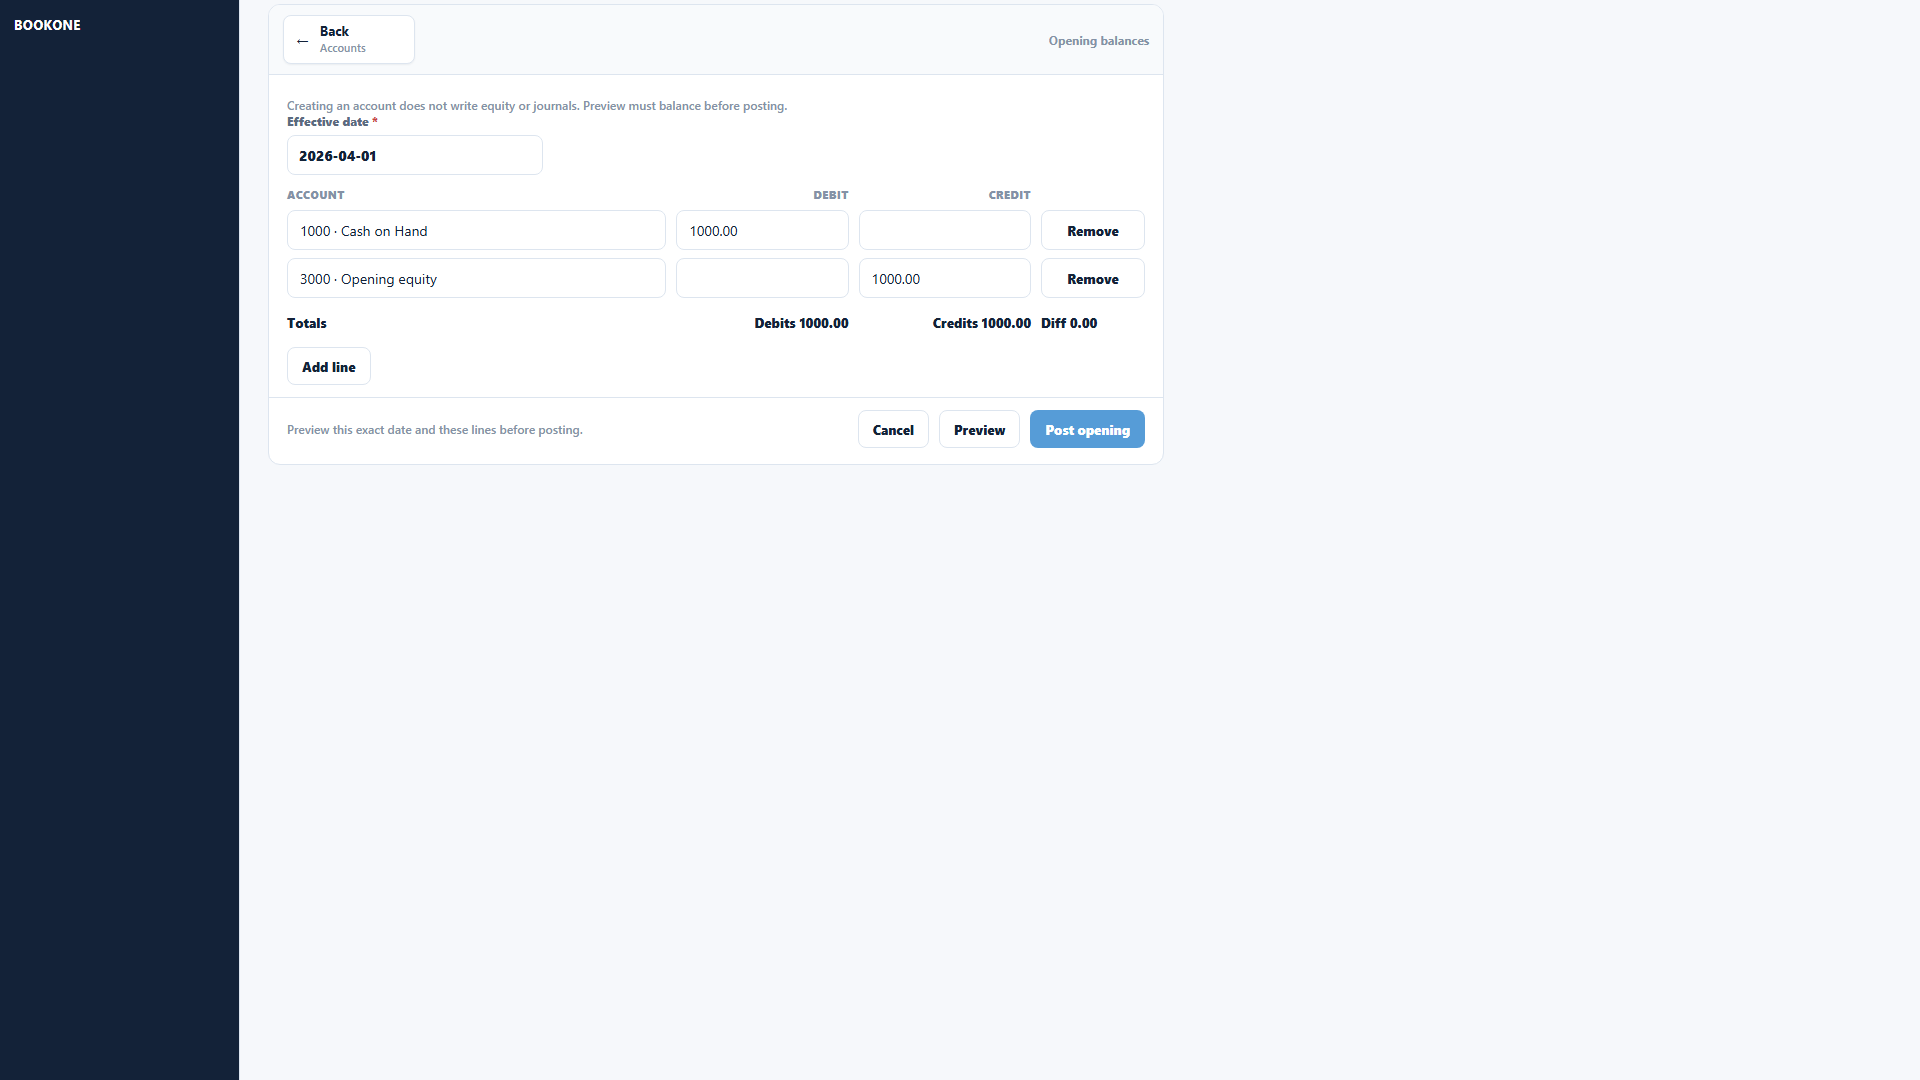 BOOKONE
← Back
Accounts
Opening balances
Creating an account does not write equity or journals. Preview must balance before posting.
Effective date *
2026-04-01
ACCOUNT DEBIT CREDIT
1000 · Cash on Hand 1000.00 Remove
3000 · Opening equity 1000.00 Remove
Totals Debits 1000.00 Credits 1000.00 Diff 0.00
Add line
Preview this exact date and these lines before posting. Cancel Preview Post opening